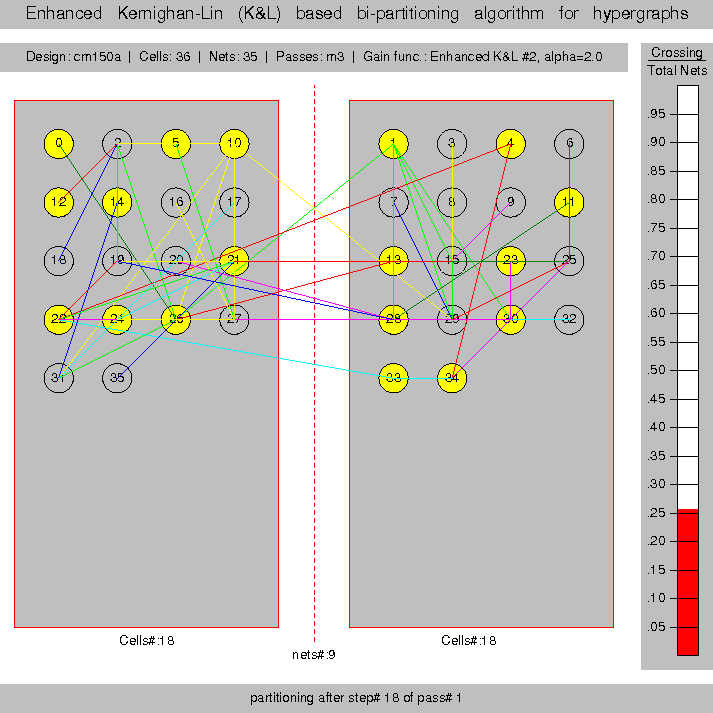 Enhanced Kernighan-Lin (K&L) based bi-partitioning algorithm for hypergraphs
Design: cm150a | Cells: 36 | Nets: 35 | Passes: m3 | Gain func.: Enhanced K&L #2, alpha=2.0
Crossing
Total Nets
.95
.90
.85
.80
.75
.70
.65
.60
.55
.50
.45
.40
.35
.30
.25
.20
.15
.10
.05
0 2 5 10 1 3 4 6
12 14 16 17 7 8 9 11
18 19 20 21 13 15 23 25
22 24 26 27 28 29 30 32
31 35 33 34
Cells#:18 Cells#:18
nets#:9
partitioning after step# 18 of pass# 1